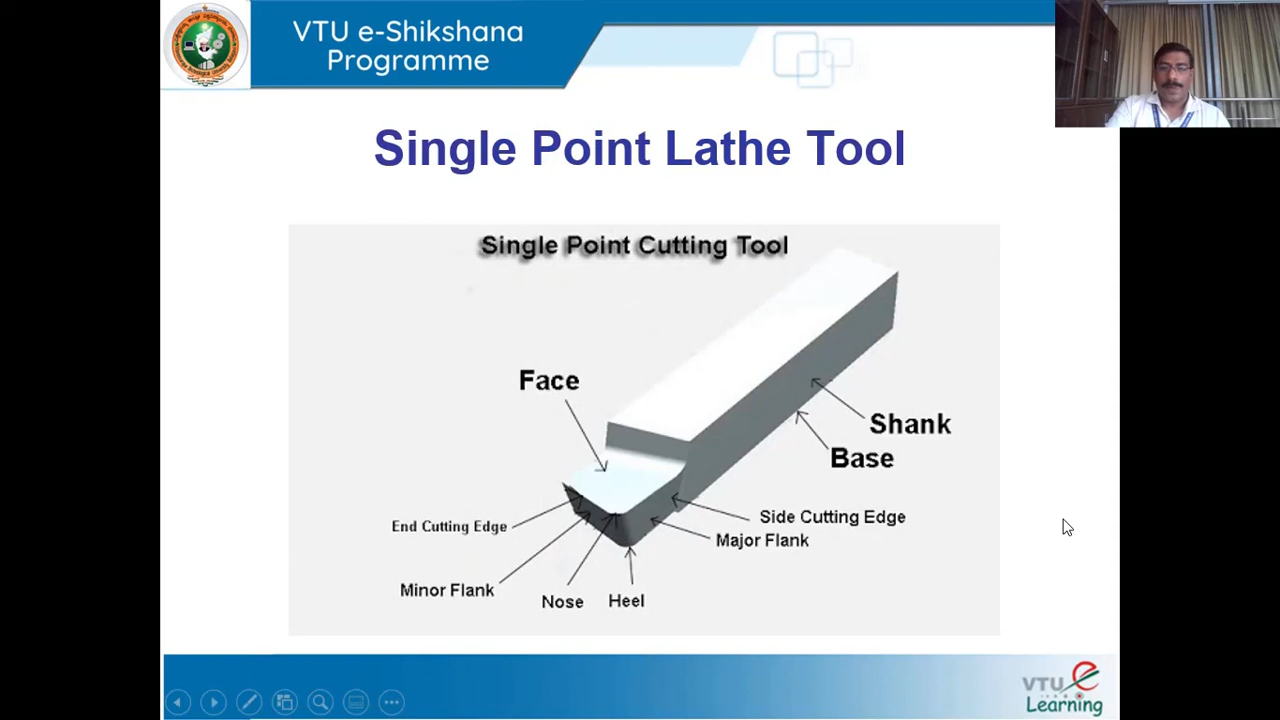 VTU e-Shikshana
Programme
Single Point Lathe Tool
Single Point Cutting Tool
Face
Shank
Base
End Cutting Edge
Side Cutting Edge
Major Flank
Minor Flank
Nose
Heel
VTU e
Learning